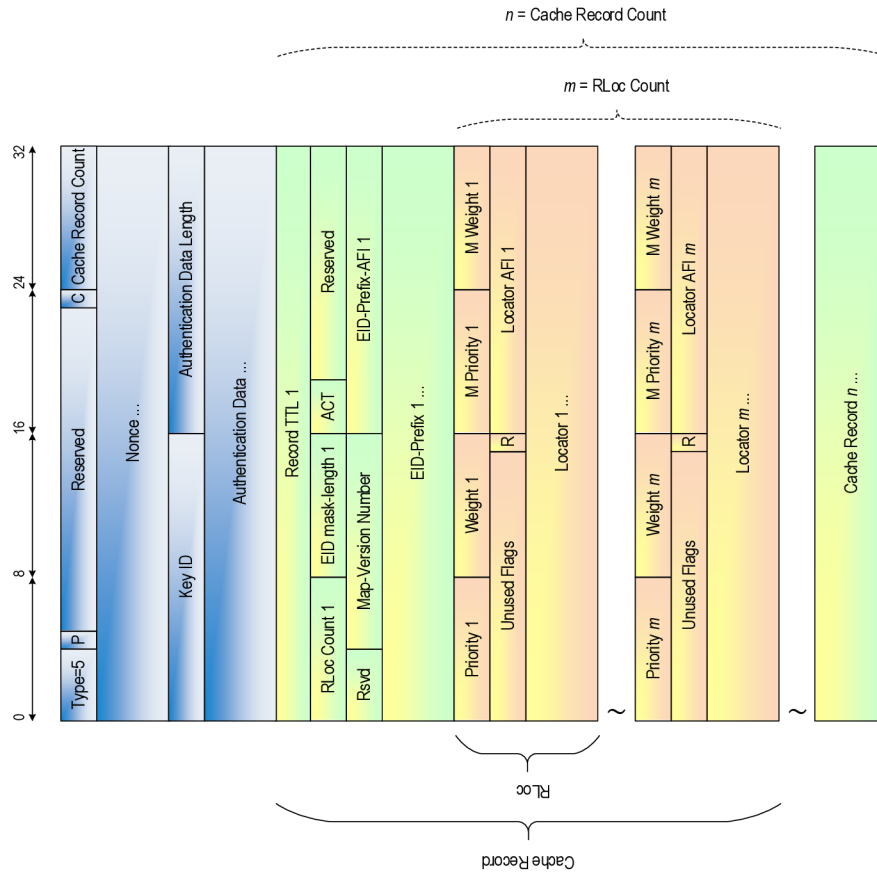 n = Cache Record Count
m = RLoc Count
0 8 16 24 32
Type=5 P Reserved C Cache Record Count
Nonce ...
Key ID Authentication Data Length
Authentication Data ...
Record TTL 1
RLoc Count 1 EID mask-length 1 ACT Reserved
Rsvd Map-Version Number EID-Prefix-AFI 1
EID-Prefix 1 ...
Priority 1 Weight 1 M Priority 1 M Weight 1
Unused Flags R Locator AFI 1
Locator 1 ...
~
Priority m Weight m M Priority m M Weight m
Unused Flags R Locator AFI m
Locator m ...
~
Cache Record n ...
RLoc
Cache Record